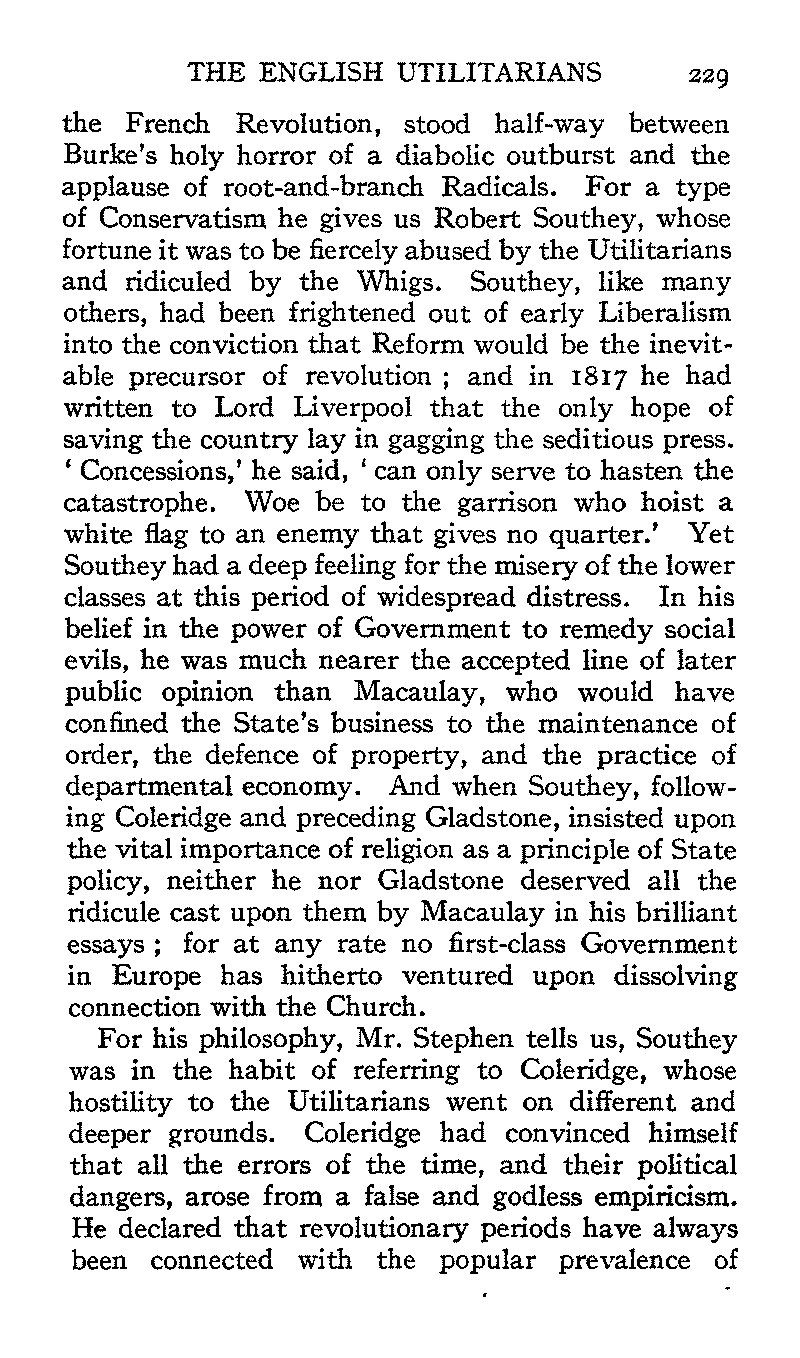 THE ENGLISH UTILITARIANS 229
the French Revolution, stood half-way between
Burke's holy horror of a diabolic outburst and the
applause of root-and-branch Radicals. For a type
of Conservatism he gives us Robert Southey, whose
fortune it was to be fiercely abused by the Utilitarians
and ridiculed by the Whigs. Southey, like many
others, had been frightened out of early Liberalism
into the conviction that Reform would be the inevit-
able precursor of revolution ; and in 1817 he had
written to Lord Liverpool that the only hope of
saving the country lay in gagging the seditious press.
‘ Concessions,’ he said, ‘ can only serve to hasten the
catastrophe. Woe be to the garrison who hoist a
white flag to an enemy that gives no quarter.’ Yet
Southey had a deep feeling for the misery of the lower
classes at this period of widespread distress. In his
belief in the power of Government to remedy social
evils, he was much nearer the accepted line of later
public opinion than Macaulay, who would have
confined the State's business to the maintenance of
order, the defence of property, and the practice of
departmental economy. And when Southey, follow-
ing Coleridge and preceding Gladstone, insisted upon
the vital importance of religion as a principle of State
policy, neither he nor Gladstone deserved all the
ridicule cast upon them by Macaulay in his brilliant
essays ; for at any rate no first-class Government
in Europe has hitherto ventured upon dissolving
connection with the Church.
For his philosophy, Mr. Stephen tells us, Southey
was in the habit of referring to Coleridge, whose
hostility to the Utilitarians went on different and
deeper grounds. Coleridge had convinced himself
that all the errors of the time, and their political
dangers, arose from a false and godless empiricism.
He declared that revolutionary periods have always
been connected with the popular prevalence of